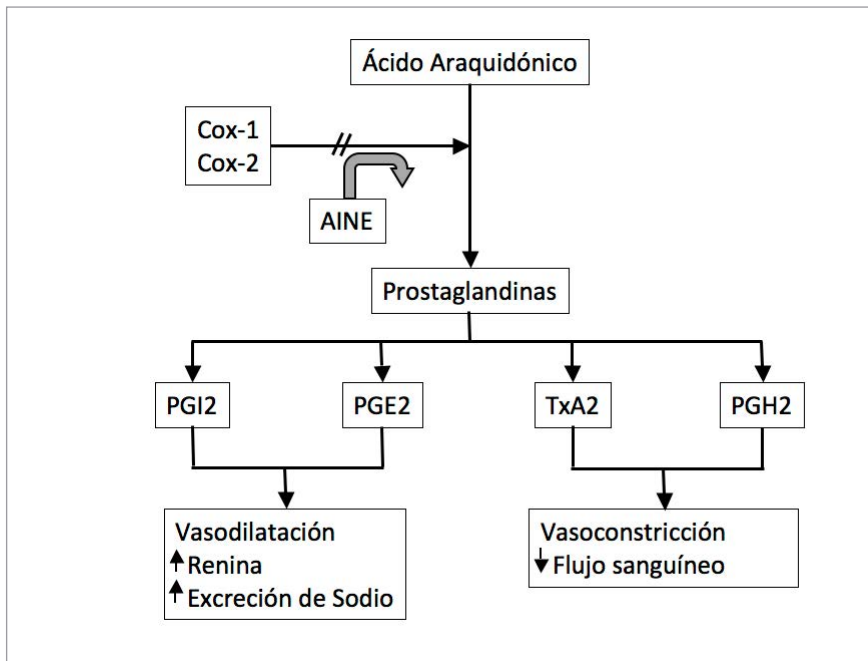 Ácido Araquidónico
Cox-1
Cox-2
AINE
Prostaglandinas
PGI2
PGE2
TxA2
PGH2
Vasodilatación
Renina
Excreción de Sodio
Vasoconstricción
Flujo sanguíneo